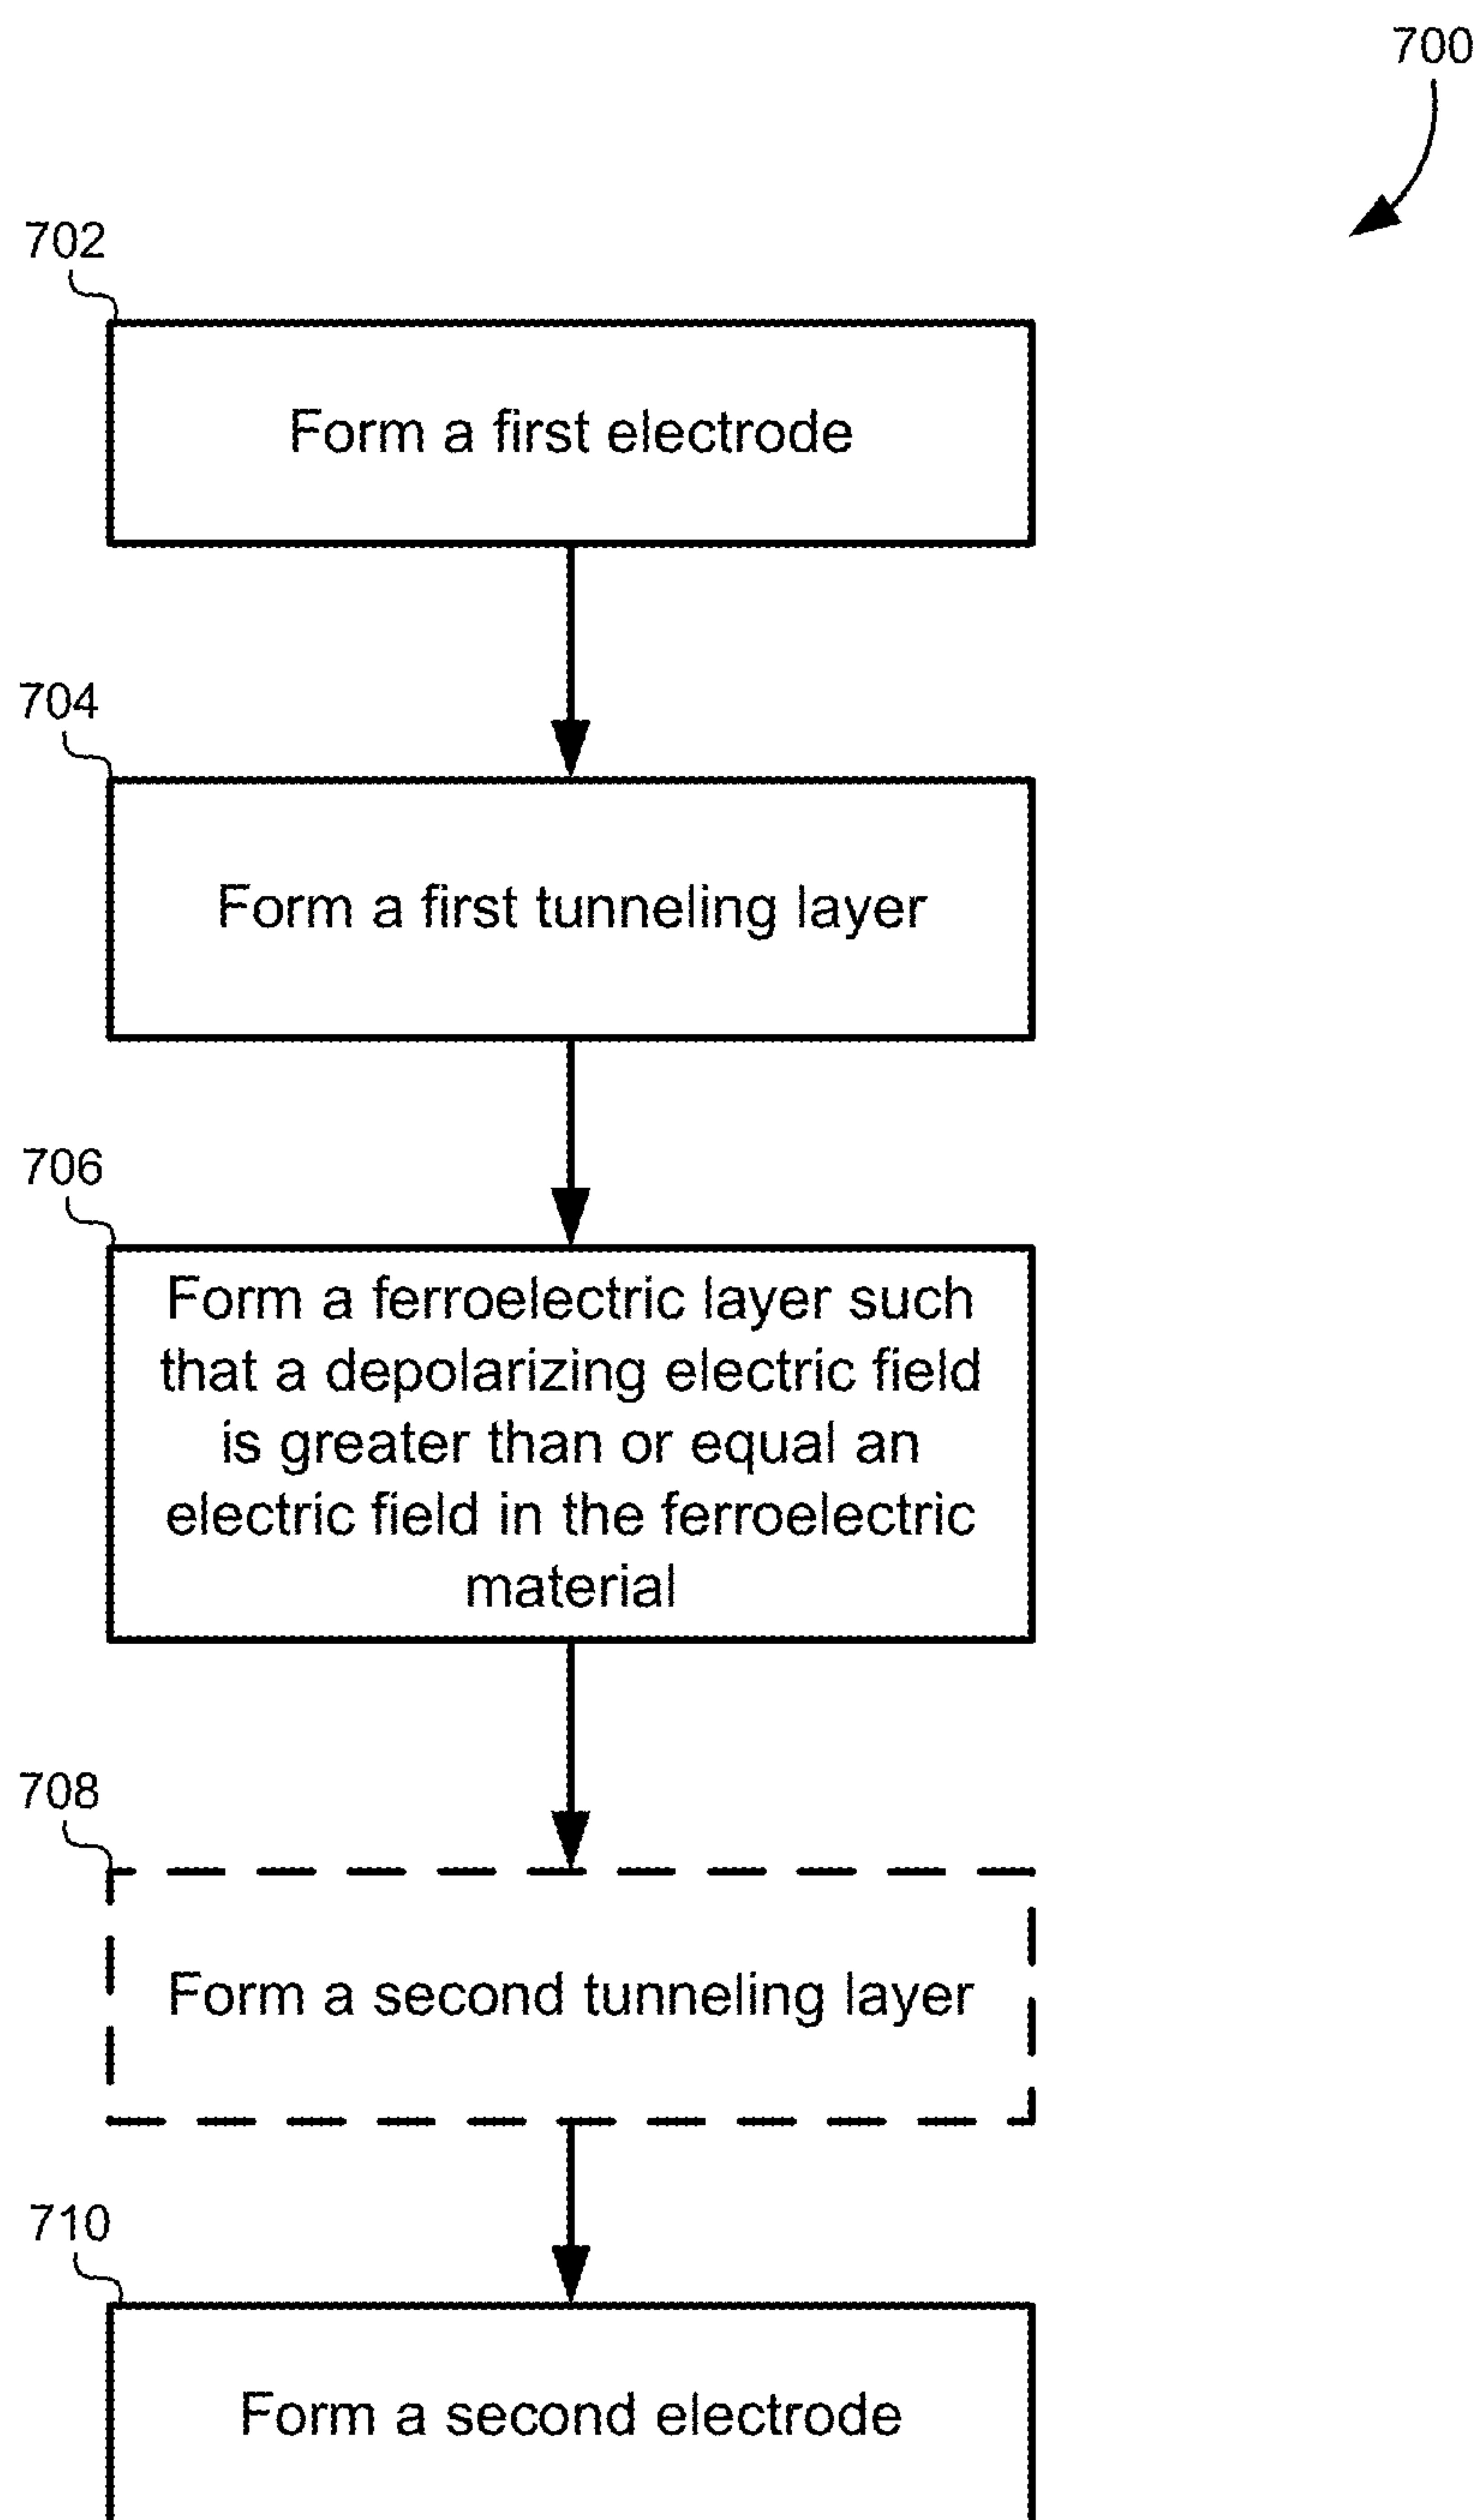 700
702
Form a first electrode
704
Form a first tunneling layer
706
Form a ferroelectric layer such
that a depolarizing electric field
is greater than or equal an
electric field in the ferroelectric
material
708
Form a second tunneling layer
710
Form a second electrode